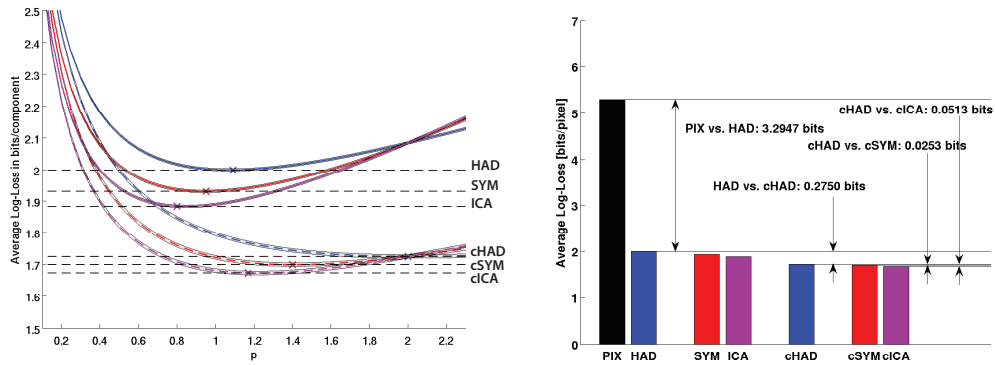 2.5
2.4
2.3
2.2
2.1
2
1.9
1.8
1.7
1.6
1.5
Average Log-Loss in bits/component
0.2 0.4 0.6 0.8 1 1.2 1.4 1.6 1.8 2 2.2
p
HAD
SYM
ICA
cHAD
cSYM
cICA
7
6
5
4
3
2
1
0
Average Log-Loss [bits/pixel]
cHAD vs. cICA: 0.0513 bits
PIX vs. HAD: 3.2947 bits
cHAD vs. cSYM: 0.0253 bits
HAD vs. cHAD: 0.2750 bits
PIX HAD SYM ICA cHAD cSYM cICA